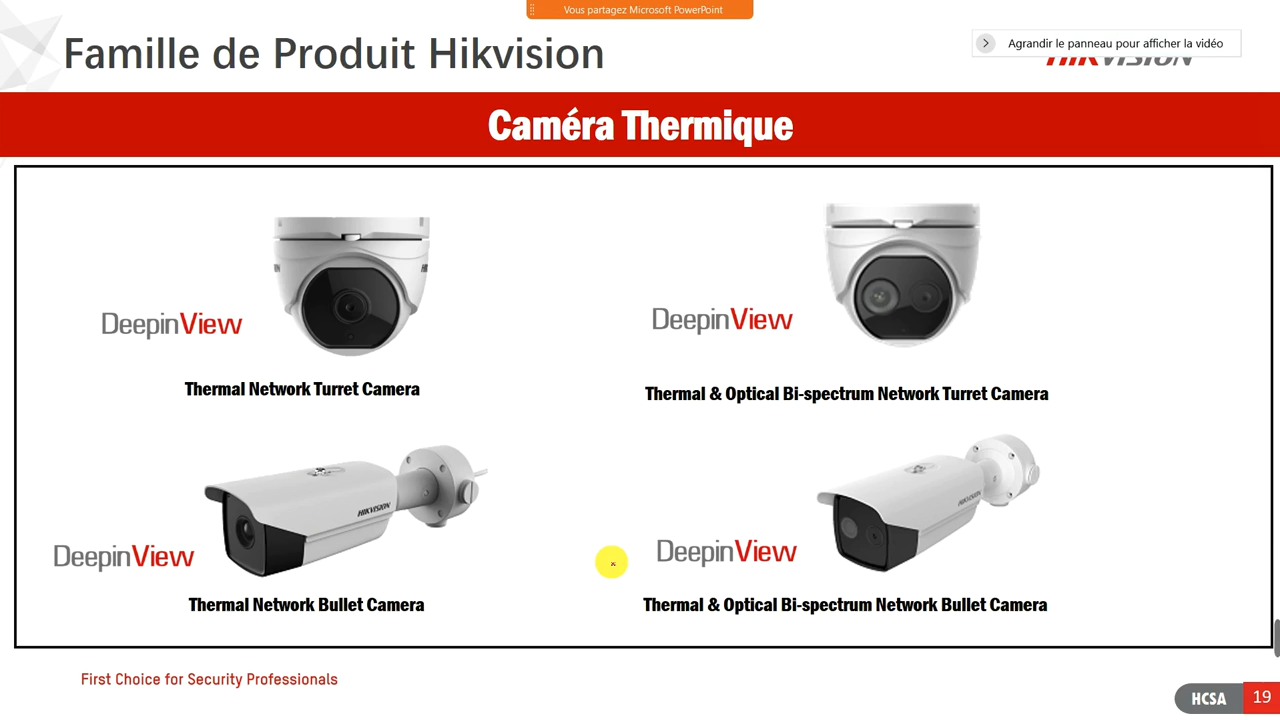 Vous partagez Microsoft PowerPoint
Famille de Produit Hikvision
Agrandir le panneau pour afficher la vidéo
HIKVISION
Caméra Thermique
DeepinView
Thermal Network Turret Camera
DeepinView
Thermal & Optical Bi-spectrum Network Turret Camera
HIKVISION
DeepinView
Thermal Network Bullet Camera
HIKVISION
DeepinView
Thermal & Optical Bi-spectrum Network Bullet Camera
First Choice for Security Professionals
HCSA
19